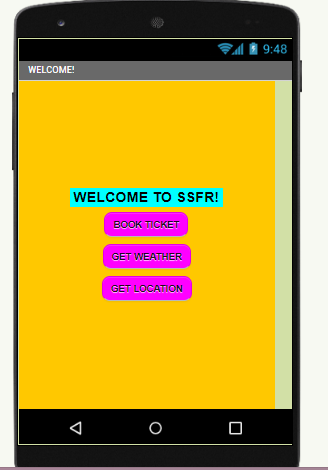 9:48
WELCOME!
WELCOME TO SSFR!
BOOK TICKET
GET WEATHER
GET LOCATION